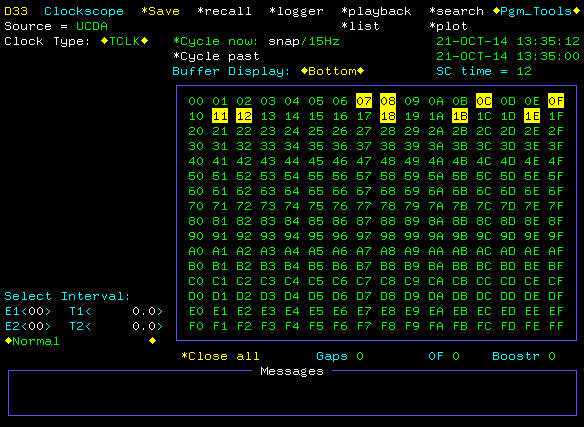 D33 Clockscope *Save *recall *logger *playback *search ◆Pgm_Tools◆
Source = UCDA *list *plot
Clock Type: ◆TCLK◆ *Cycle now: snap/15Hz 21-OCT-14 13:35:12
*Cycle past 21-OCT-14 13:35:00
Buffer Display: ◆Bottom◆ SC time = 12
00 01 02 03 04 05 06 07 08 09 0A 0B 0C 0D 0E 0F
10 11 12 13 14 15 16 17 18 19 1A 1B 1C 1D 1E 1F
20 21 22 23 24 25 26 27 28 29 2A 2B 2C 2D 2E 2F
30 31 32 33 34 35 36 37 38 39 3A 3B 3C 3D 3E 3F
40 41 42 43 44 45 46 47 48 49 4A 4B 4C 4D 4E 4F
50 51 52 53 54 55 56 57 58 59 5A 5B 5C 5D 5E 5F
60 61 62 63 64 65 66 67 68 69 6A 6B 6C 6D 6E 6F
70 71 72 73 74 75 76 77 78 79 7A 7B 7C 7D 7E 7F
80 81 82 83 84 85 86 87 88 89 8A 8B 8C 8D 8E 8F
90 91 92 93 94 95 96 97 98 99 9A 9B 9C 9D 9E 9F
A0 A1 A2 A3 A4 A5 A6 A7 A8 A9 AA AB AC AD AE AF
B0 B1 B2 B3 B4 B5 B6 B7 B8 B9 BA BB BC BD BE BF
C0 C1 C2 C3 C4 C5 C6 C7 C8 C9 CA CB CC CD CE CF
Select Interval: D0 D1 D2 D3 D4 D5 D6 D7 D8 D9 DA DB DC DD DE DF
E1<00> T1< 0.0> E0 E1 E2 E3 E4 E5 E6 E7 E8 E9 EA EB EC ED EE EF
E2<00> T2< 0.0> F0 F1 F2 F3 F4 F5 F6 F7 F8 F9 FA FB FC FD FE FF
◆Normal ◆
*Close all Gaps 0 OF 0 Boostr 0
Messages